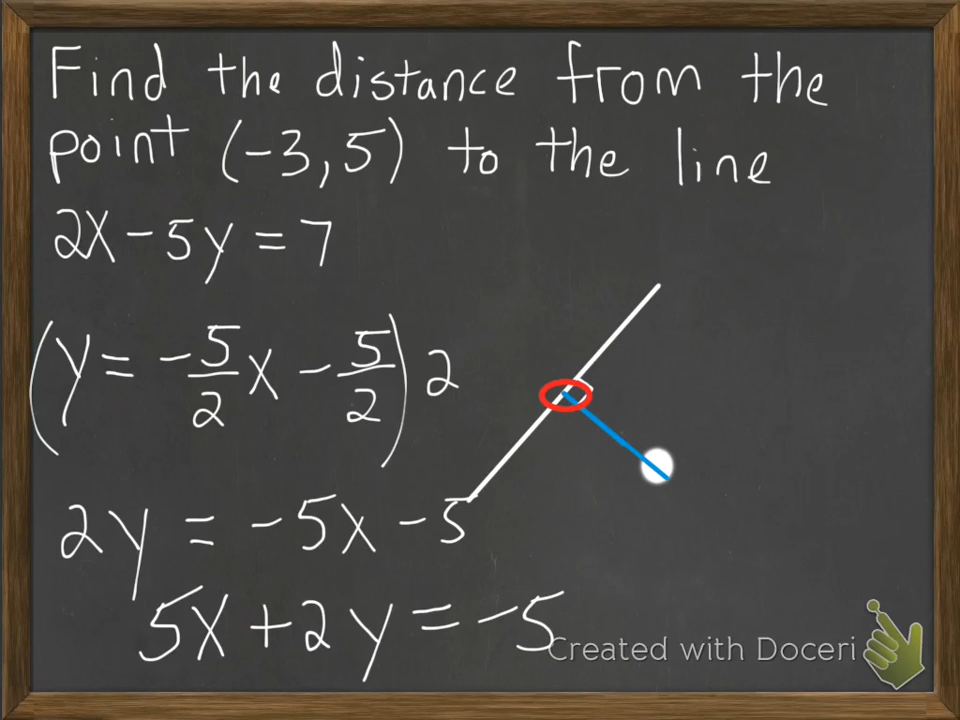 Find the distance from the
point (-3,5) to the line
2x - 5y = 7
(y = -5/2 x - 5/2) 2
2y = -5x - 5
5x + 2y = -5
Created with Doceri